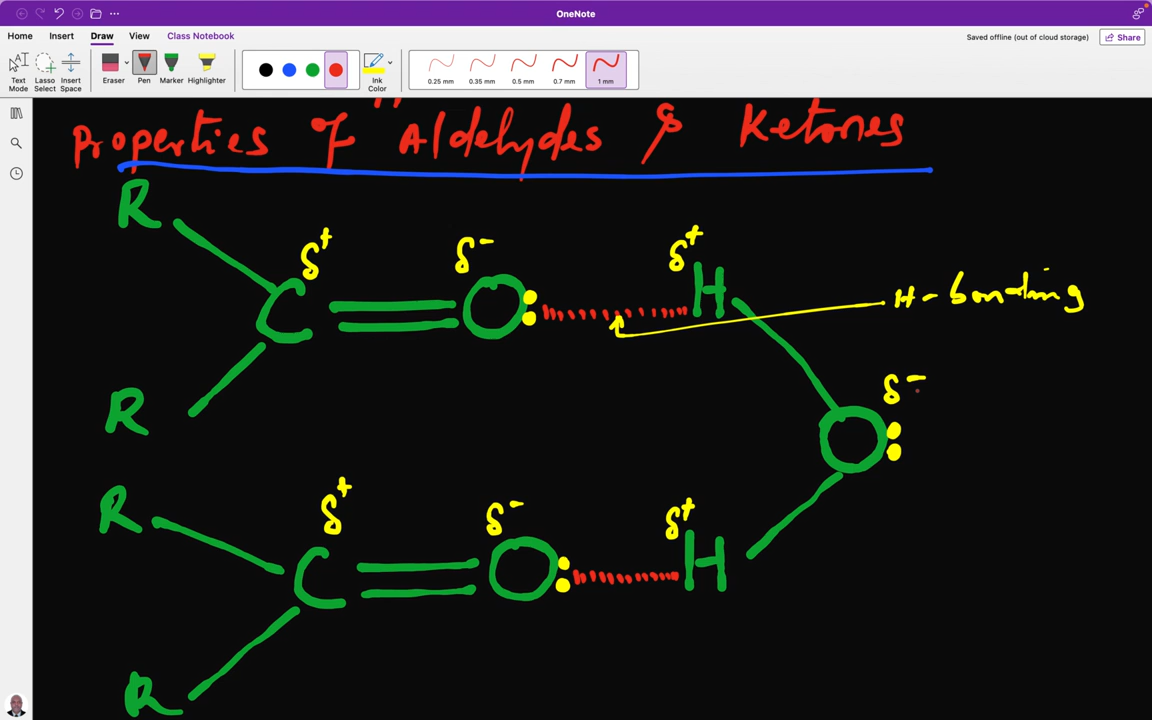 OneNote
Home Insert Draw View Class Notebook
Saved offline (out of cloud storage) Share
Text Mode Lasso Select Insert Space Eraser Pen Marker Highlighter Ink Color 0.25 mm 0.35 mm 0.5 mm 0.7 mm 1 mm
Properties of Aldehydes & Ketones
R
δ+ δ- δ+
C O: H H-bonding
R
δ-
O:
R
δ+ δ- δ+
C O: H
R